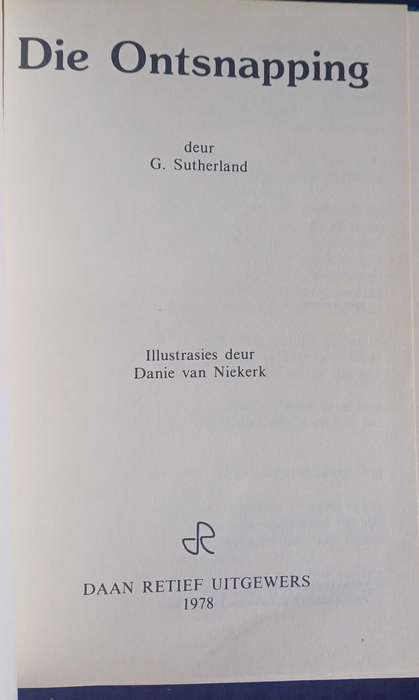 Die Ontsnapping
deur
G. Sutherland
Illustrasies deur
Danie van Niekerk
DAAN RETIEF UITGEWERS
1978